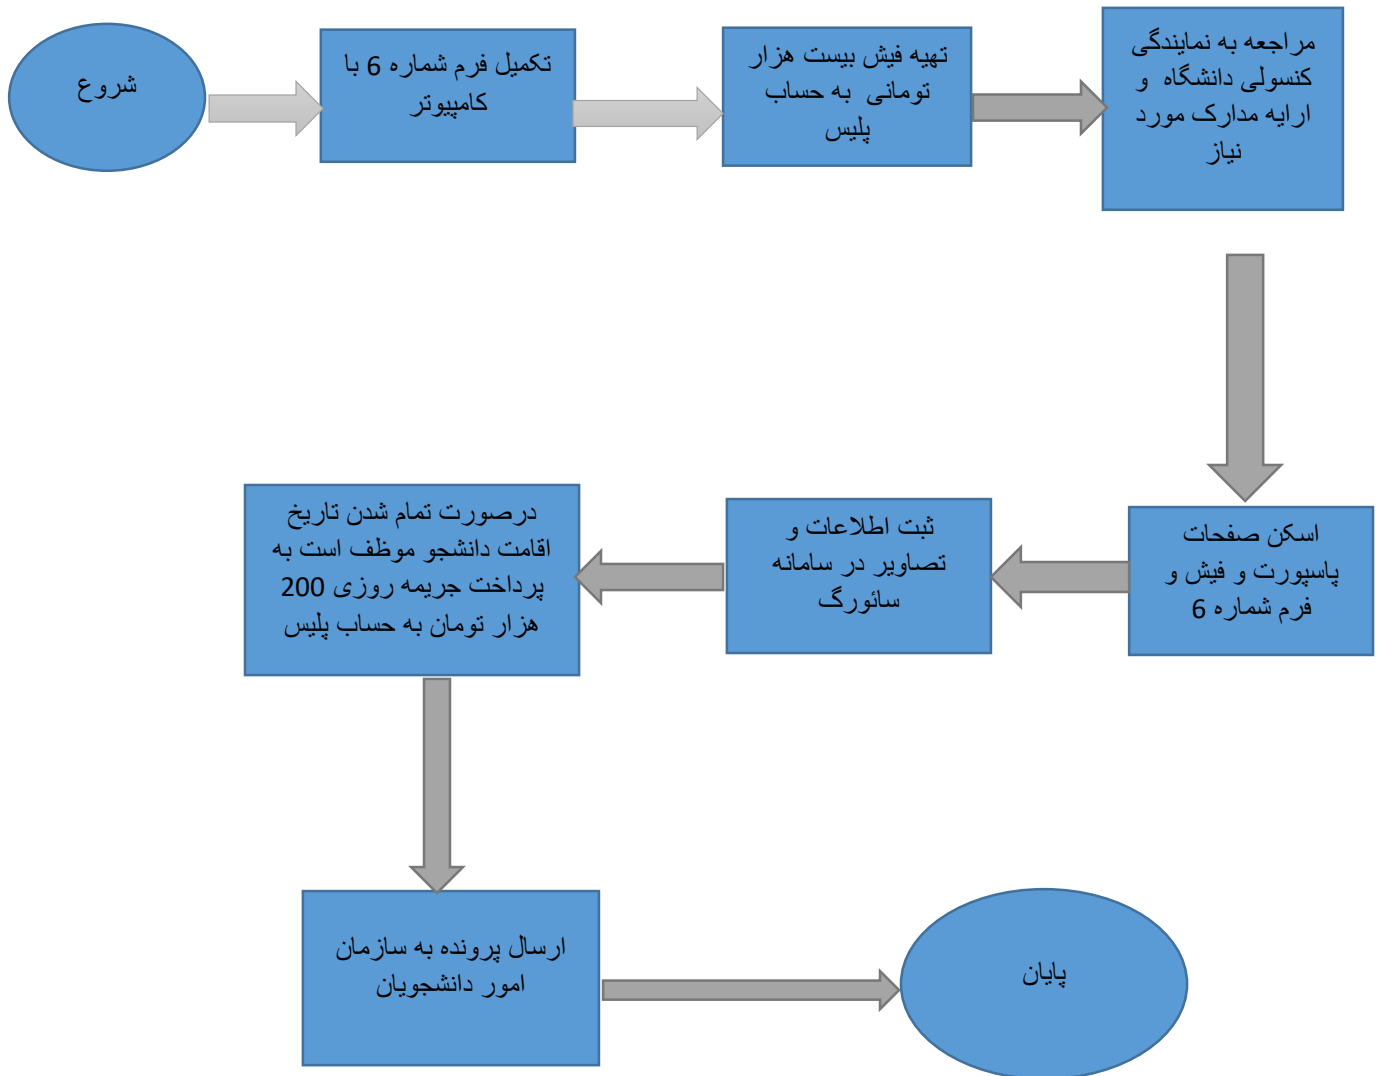 شروع
تکمیل فرم شماره 6 با
کامپیوتر
تهیه فیش بیست هزار
تومانی به حساب
پلیس
مراجعه به نمایندگی
کنسولی دانشگاه و
ارایه مدارک مورد
نیاز
اسکن صفحات
پاسپورت و فیش و
فرم شماره 6
ثبت اطلاعات و
تصاویر در سامانه
سائورگ
درصورت تمام شدن تاریخ
اقامت دانشجو موظف است به
پرداخت جریمه روزی 200
هزار تومان به حساب پلیس
ارسال پرونده به سازمان
امور دانشجویان
پایان